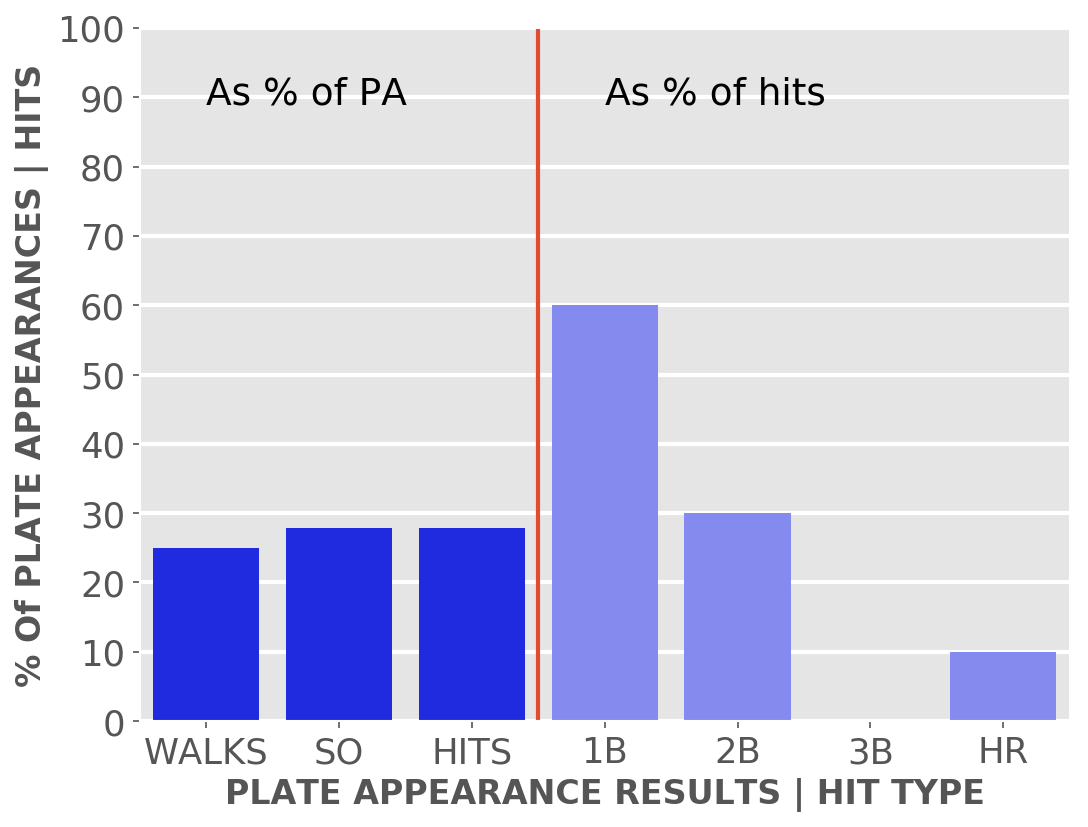 % Of PLATE APPEARANCES | HITS
100
90
80
70
60
50
40
30
20
10
0
As % of PA
As % of hits
WALKS SO HITS 1B 2B 3B HR
PLATE APPEARANCE RESULTS | HIT TYPE